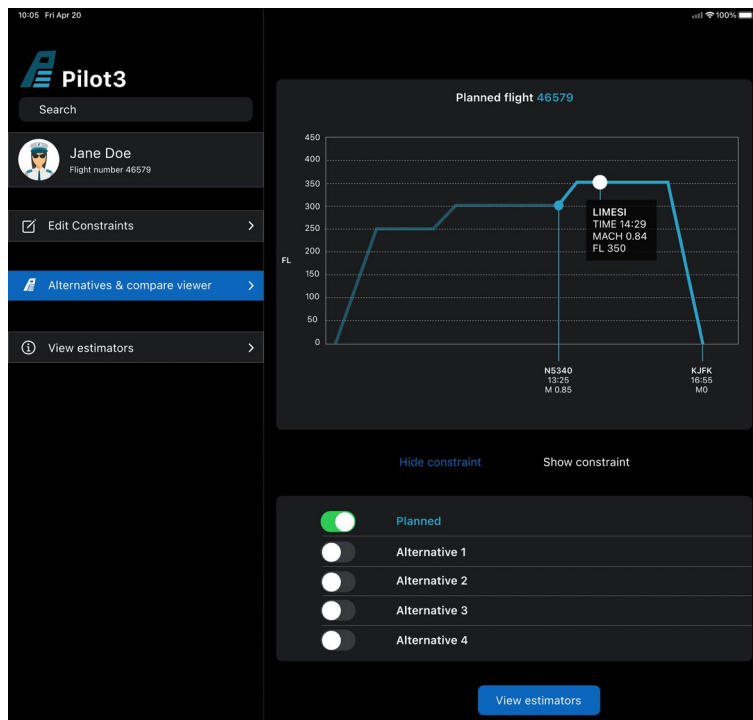 10:05 Fri Apr 20
100%
Pilot3
Search
Jane Doe
Flight number 46579
Edit Constraints
Alternatives & compare viewer
View estimators
Planned flight 46579
450
400
350
300
250
200
150
100
50
0
FL
LIMESI
TIME 14:29
MACH 0.84
FL 350
N5340
13:25
M 0.85
KJFK
16:55
M0
Hide constraint
Show constraint
Planned
Alternative 1
Alternative 2
Alternative 3
Alternative 4
View estimators